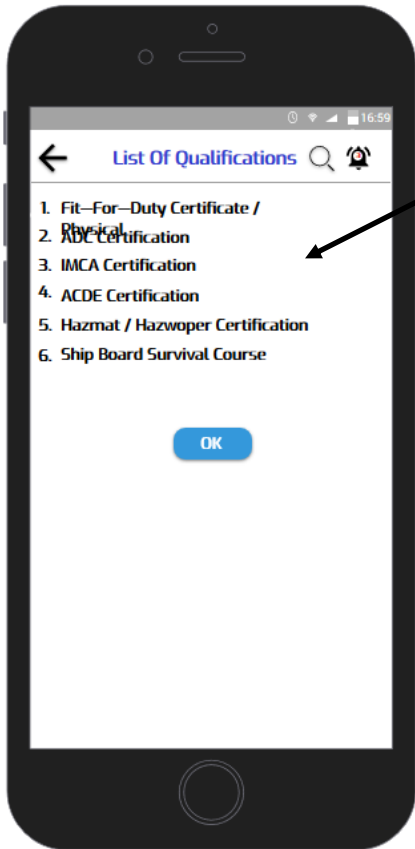 16:59
List Of Qualifications
1. Fit—For—Duty Certificate /
Physical
2. ADC Certification
3. IMCA Certification
4. ACDE Certification
5. Hazmat / Hazwoper Certification
6. Ship Board Survival Course
OK